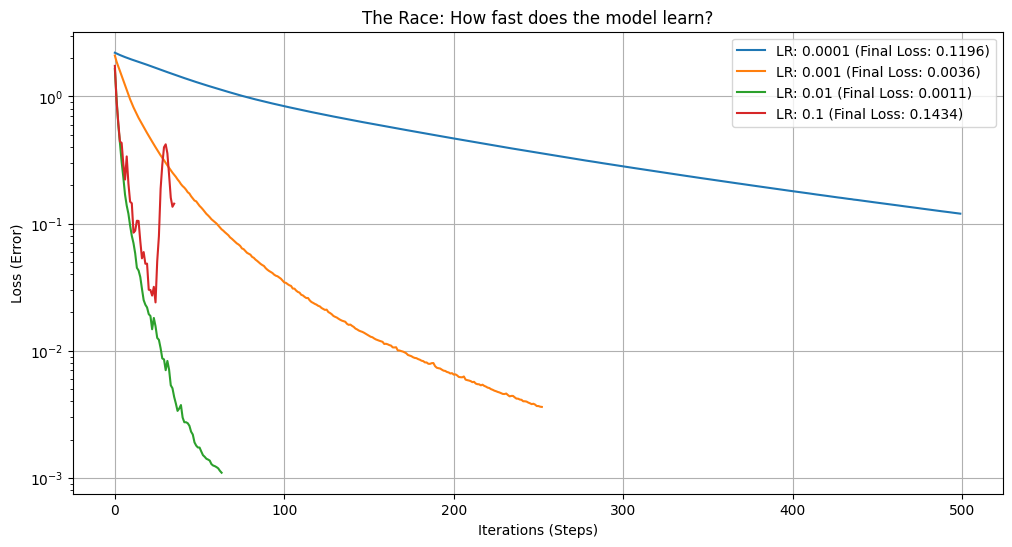 The Race: How fast does the model learn?
LR: 0.0001 (Final Loss: 0.1196)
LR: 0.001 (Final Loss: 0.0036)
LR: 0.01 (Final Loss: 0.0011)
LR: 0.1 (Final Loss: 0.1434)
Loss (Error)
10⁰
10⁻¹
10⁻²
10⁻³
0 100 200 300 400 500
Iterations (Steps)